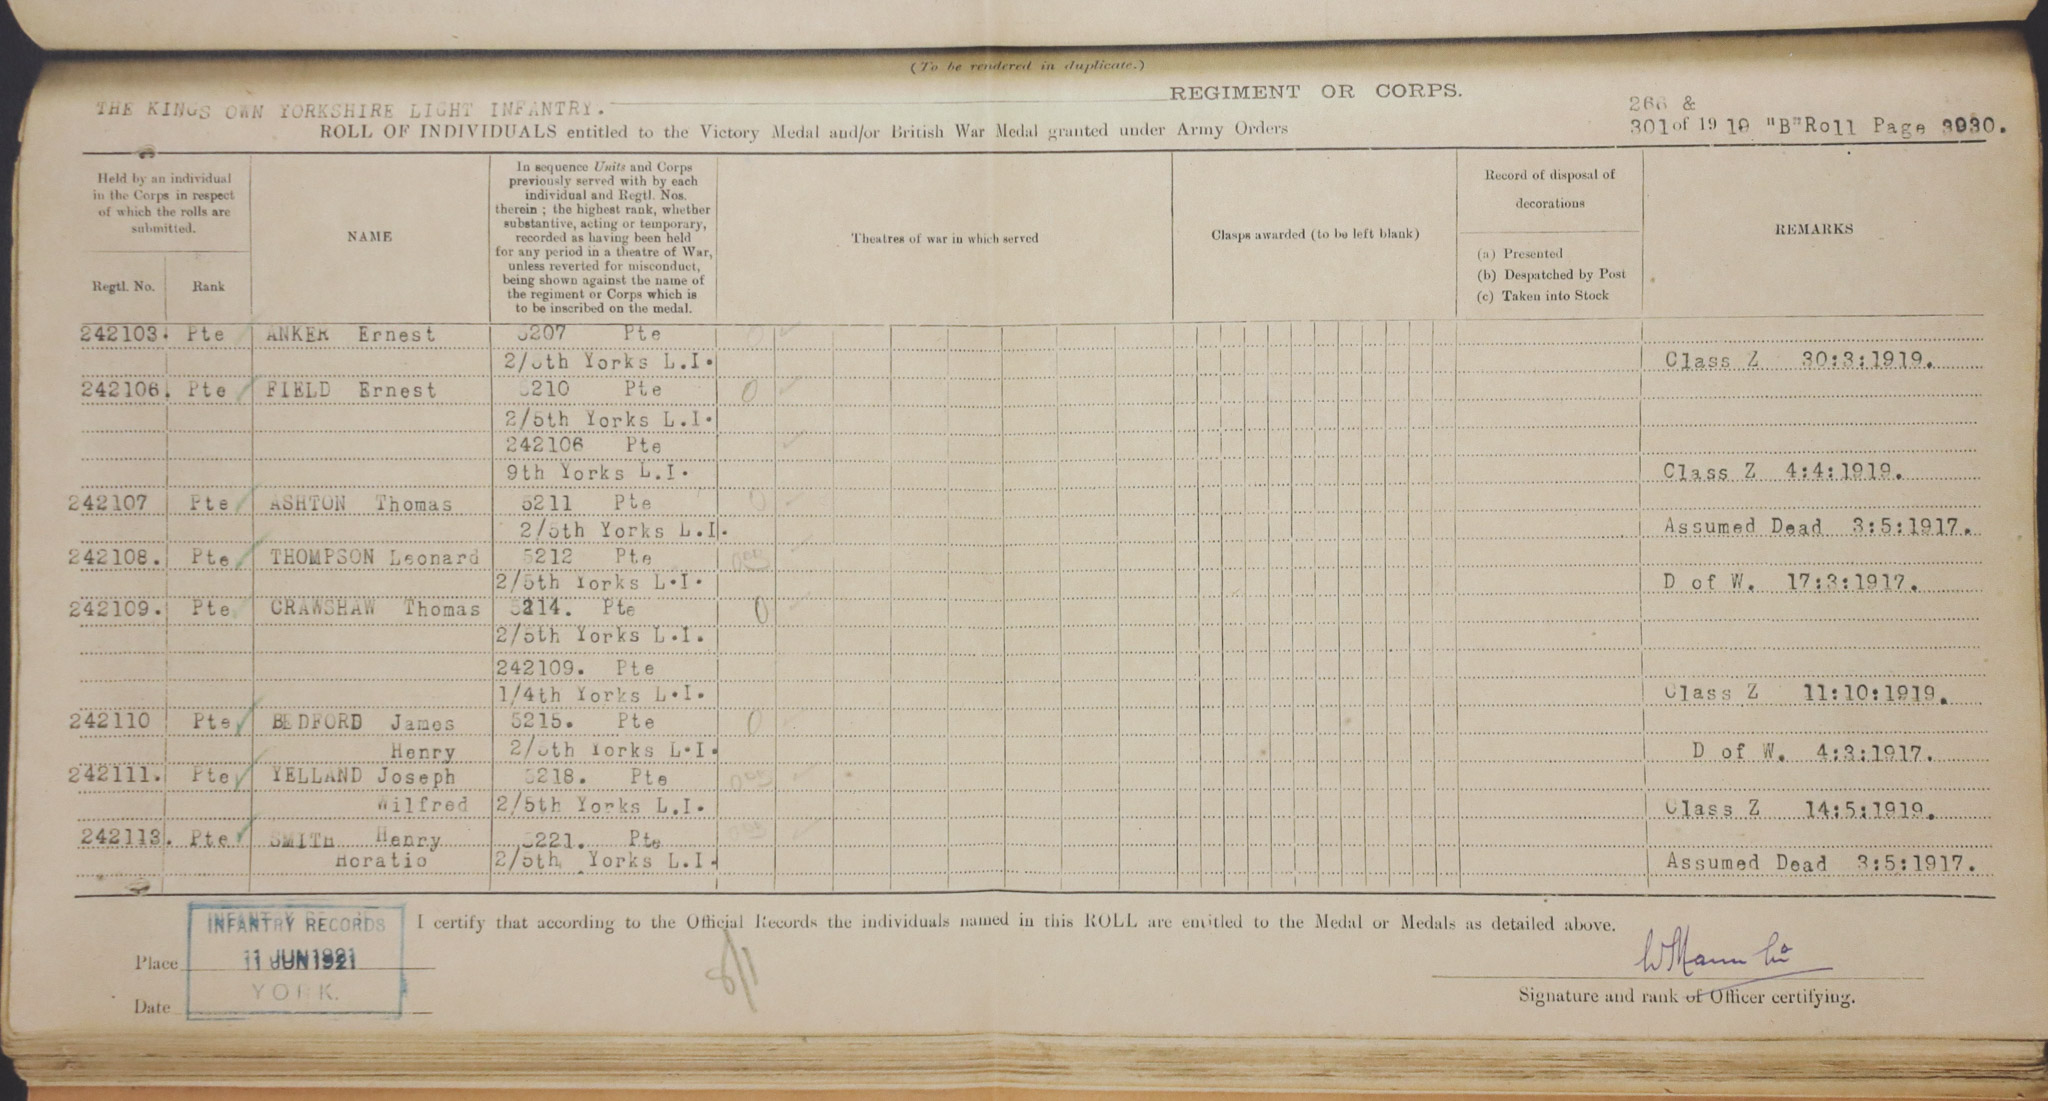 (To be rendered in duplicate.)
THE KINGS OWN YORKSHIRE LIGHT INFANTRY. REGIMENT OR CORPS.
266 &
ROLL OF INDIVIDUALS entitled to the Victory Medal and/or British War Medal granted under Army Orders 301 of 1919 "B" Roll Page 3930.
Held by an individual in the Corps in respect of which the rolls are submitted.
Regtl. No.
Rank
NAME
In sequence Units and Corps
previously served with by each
individual and Regtl. Nos.
therein ; the highest rank, whether
substantive, acting or temporary,
recorded as having been held
for any period in a theatre of War,
unless reverted for misconduct,
being shown against the name of
the regiment or Corps which is
to be inscribed on the medal.
Theatres of war in which served
Clasps awarded (to be left blank)
Record of disposal of
decorations
(a) Presented
(b) Despatched by Post
(c) Taken into Stock
REMARKS
242103. Pte ANKER Ernest 5207 Pte
2/5th Yorks L.I. Class Z 30:3:1919.
242106. Pte FIELD Ernest 5210 Pte 0
2/5th Yorks L.I.
242106 Pte
9th Yorks L.I. Class Z 4:4:1919.
242107 Pte ASHTON Thomas 5211 Pte 0
2/5th Yorks L.I. Assumed Dead 3:5:1917.
242108. Pte THOMPSON Leonard 5212 Pte
2/5th Yorks L.I. D of W. 17:3:1917.
242109. Pte CRAWSHAW Thomas 5214. Pte 0
2/5th Yorks L.I.
242109. Pte
1/4th Yorks L.I. Class Z 11:10:1919.
242110 Pte BEDFORD James 5215. Pte 0
Henry 2/5th Yorks L.I. D of W. 4:3:1917.
242111. Pte YELLAND Joseph 5218. Pte
Wilfred 2/5th Yorks L.I. Class Z 14:5:1919.
242113. Pte SMITH Henry 5221. Pte
Horatio 2/5th Yorks L.I. Assumed Dead 3:5:1917.
I certify that according to the Official Records the individuals named in this ROLL are entitled to the Medal or Medals as detailed above.
INFANTRY RECORDS
Place 11 JUN 1921
YORK.
Date
Signature and rank of Officer certifying.